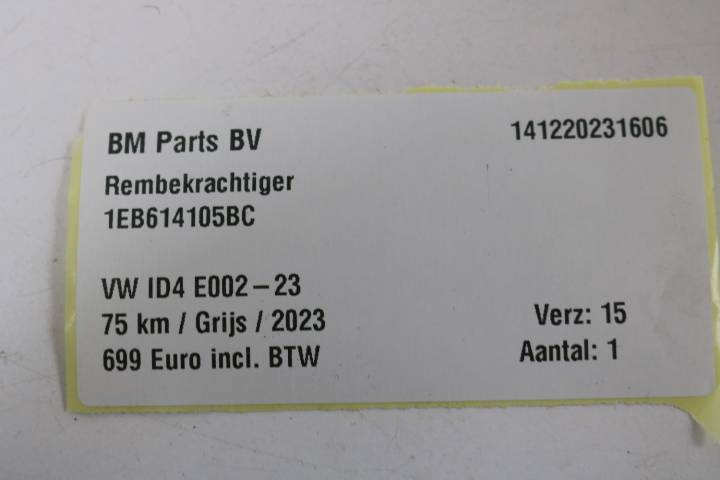 BM Parts BV 141220231606
Rembekrachtiger
1EB614105BC
VW ID4 E002-23
75 km / Grijs / 2023 Verz: 15
699 Euro incl. BTW Aantal: 1